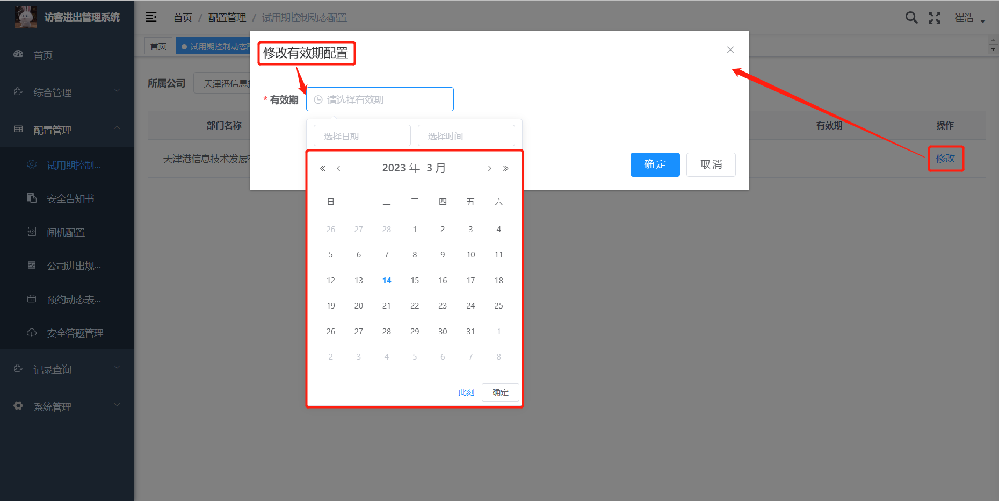 访客进出管理系统
首页 / 配置管理 / 试用期控制动态配置
崔浩
首页
试用期控制动态配
首页
综合管理
配置管理
试用期控制...
安全告知书
闸机配置
公司进出规...
预约动态表...
安全答题管理
记录查询
系统管理
所属公司
天津港信息技
部门名称
有效期
操作
天津港信息技术发展有
修改
修改有效期配置
* 有效期
请选择有效期
选择日期
选择时间
确定
取消
2023 年 3 月
日 一 二 三 四 五 六
26 27 28 1 2 3 4
5 6 7 8 9 10 11
12 13 14 15 16 17 18
19 20 21 22 23 24 25
26 27 28 29 30 31 1
2 3 4 5 6 7 8
此刻
确定